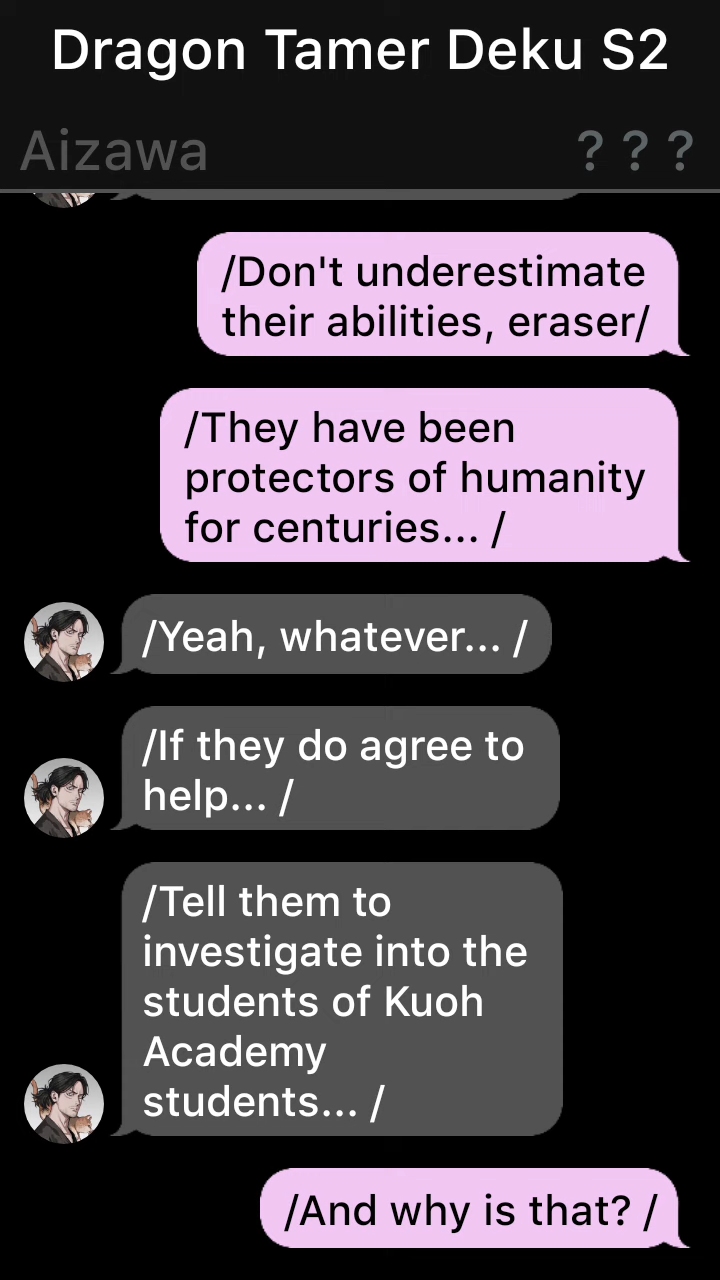 Dragon Tamer Deku S2
Aizawa
? ? ?
/Don't underestimate
their abilities, eraser/
/They have been
protectors of humanity
for centuries... /
/Yeah, whatever... /
/If they do agree to
help... /
/Tell them to
investigate into the
students of Kuoh
Academy
students... /
/And why is that? /